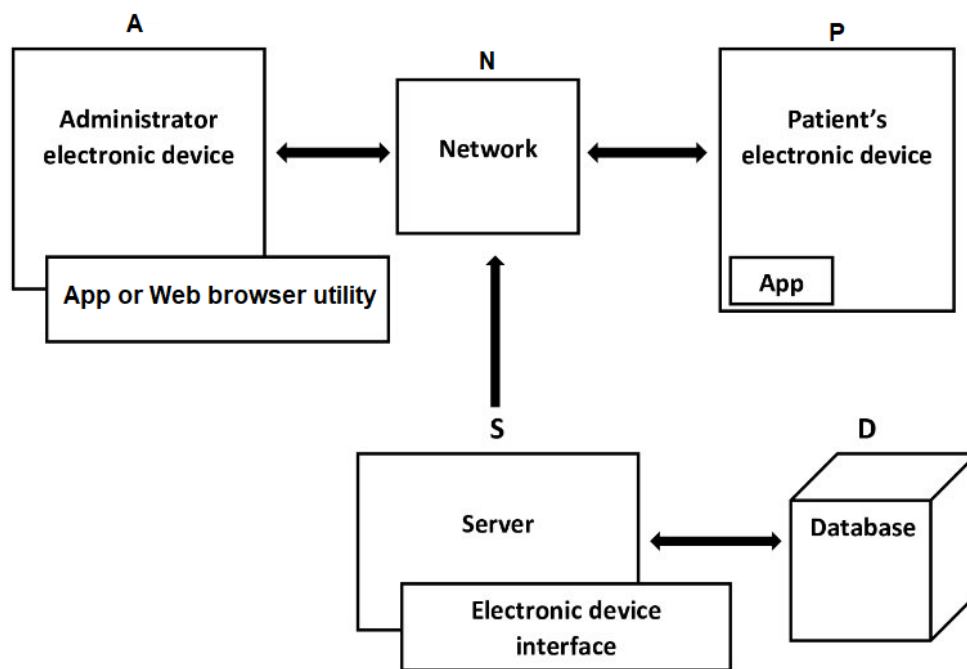 A
Administrator
electronic device
App or Web browser utility
N
Network
P
Patient’s
electronic device
App
S
Server
Electronic device
interface
D
Database